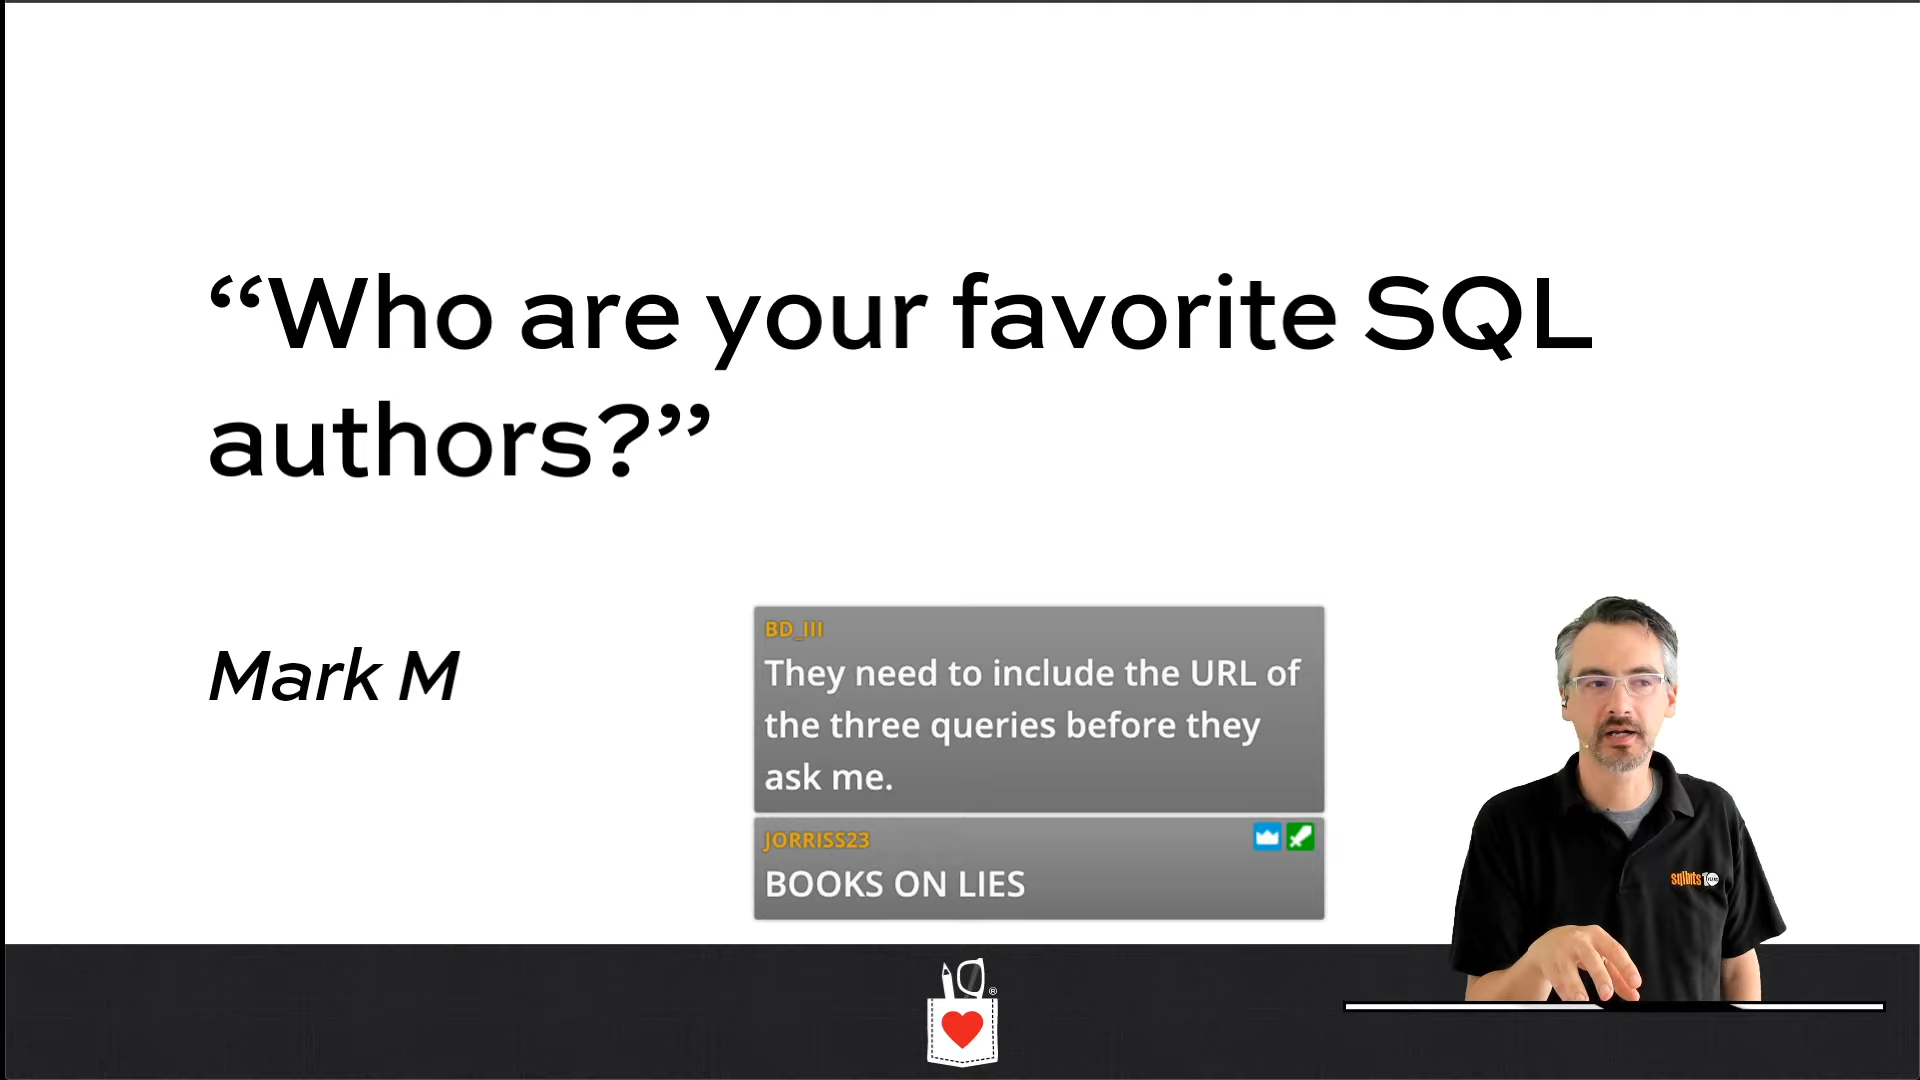 “Who are your favorite SQL
authors?”
Mark M
BD_III
They need to include the URL of
the three queries before they
ask me.
JORRISS23
BOOKS ON LIES
sqlbits
®